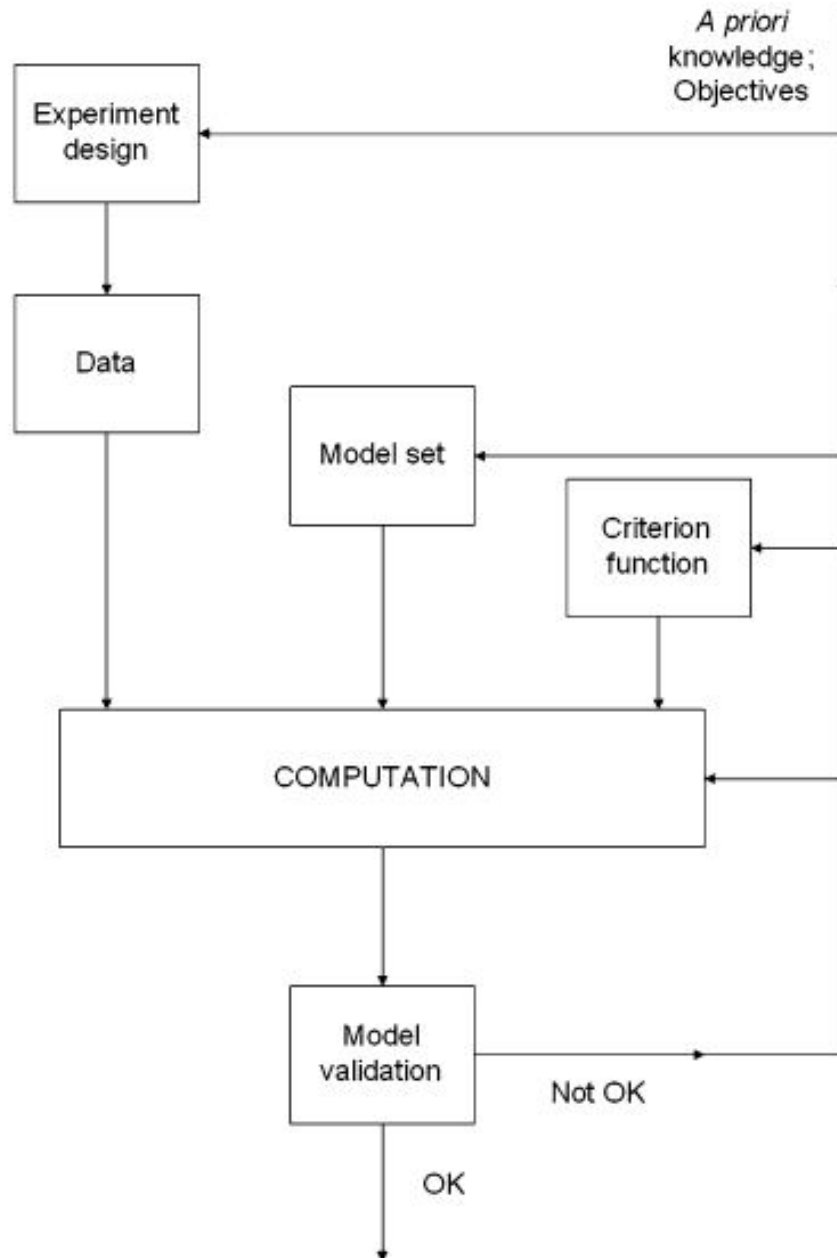 A priori
knowledge;
Objectives
Experiment
design
Data
Model set
Criterion
function
COMPUTATION
Model
validation
Not OK
OK